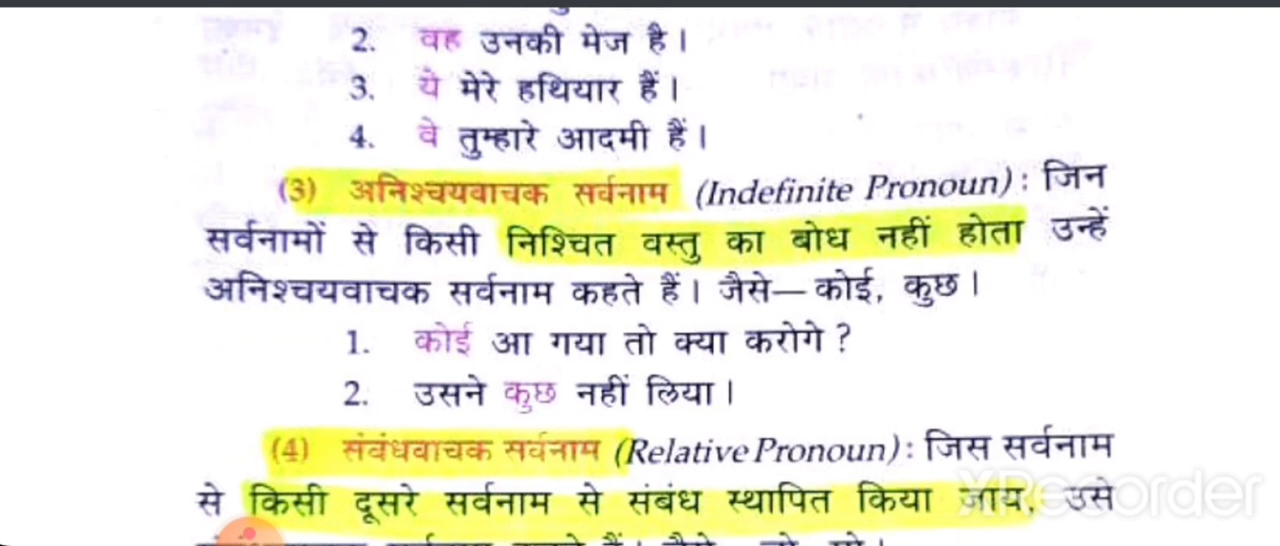 2. वह उनकी मेज है।
3. ये मेरे हथियार हैं।
4. वे तुम्हारे आदमी हैं।
(3) अनिश्चयवाचक सर्वनाम (Indefinite Pronoun) : जिन
सर्वनामों से किसी निश्चित वस्तु का बोध नहीं होता उन्हें
अनिश्चयवाचक सर्वनाम कहते हैं। जैसे— कोई, कुछ।
1. कोई आ गया तो क्या करोगे ?
2. उसने कुछ नहीं लिया।
(4) संबंधवाचक सर्वनाम (Relative Pronoun) : जिस सर्वनाम
से किसी दूसरे सर्वनाम से संबंध स्थापित किया जाय, उसे
XRecorder